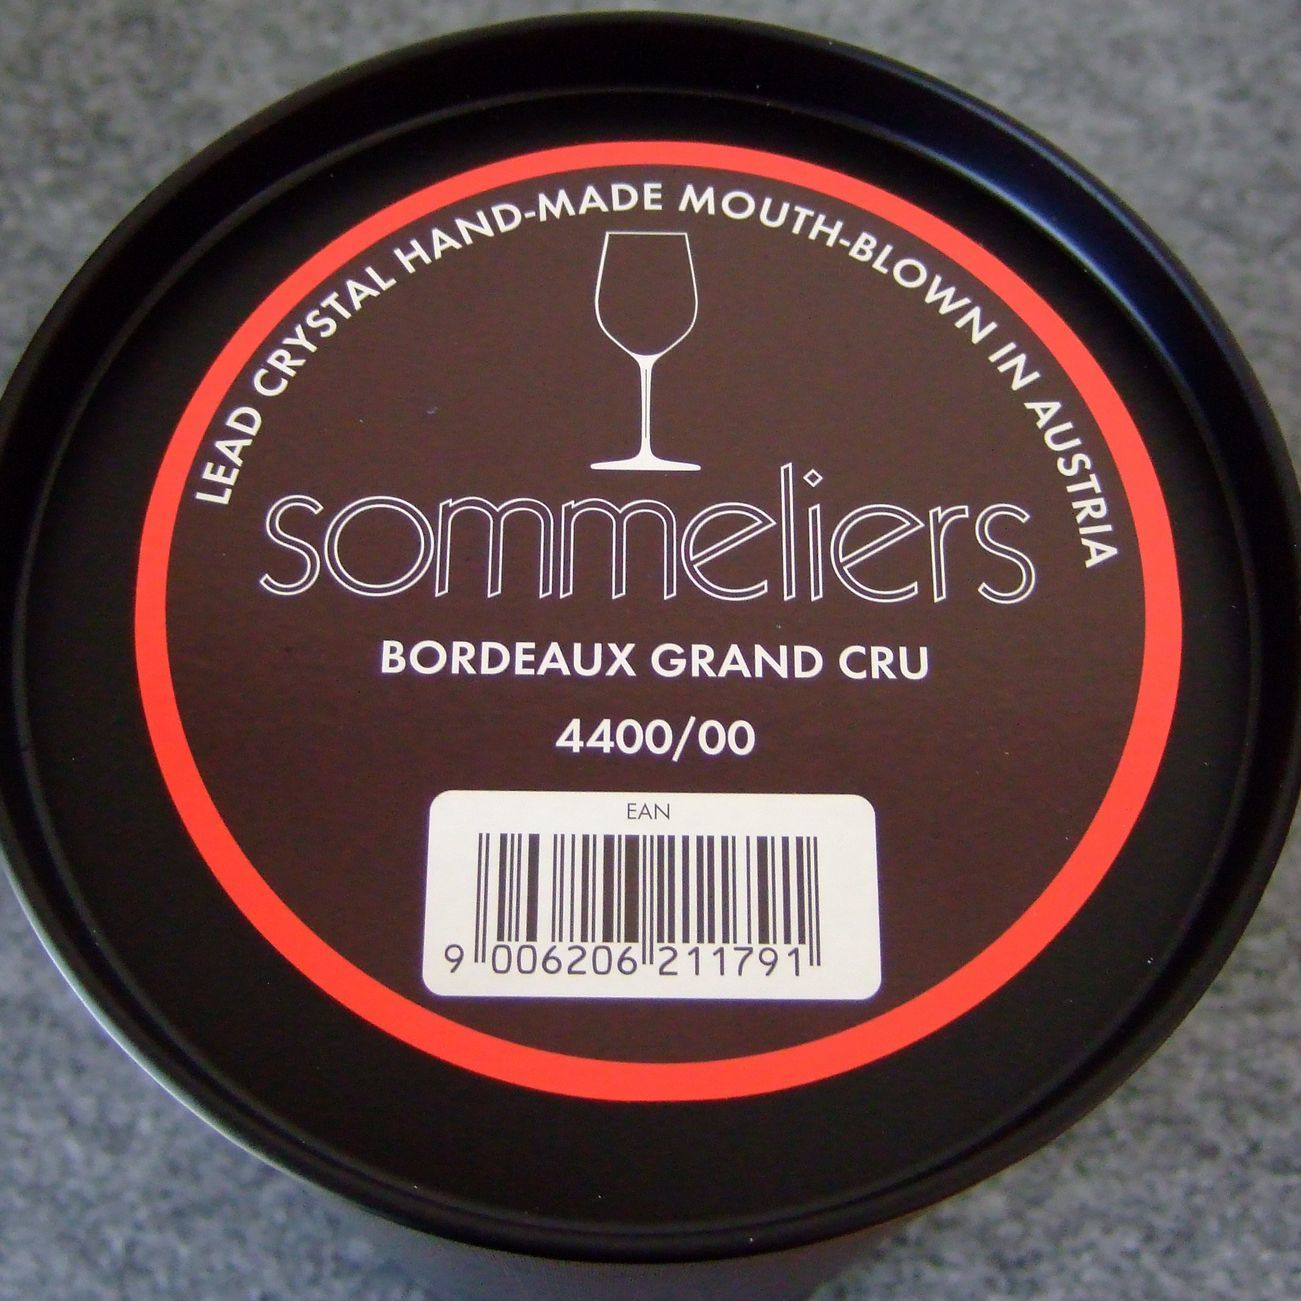 LEAD CRYSTAL HAND-MADE MOUTH-BLOWN IN AUSTRIA
sommeliers
BORDEAUX GRAND CRU
4400/00
EAN
9 006206 211791